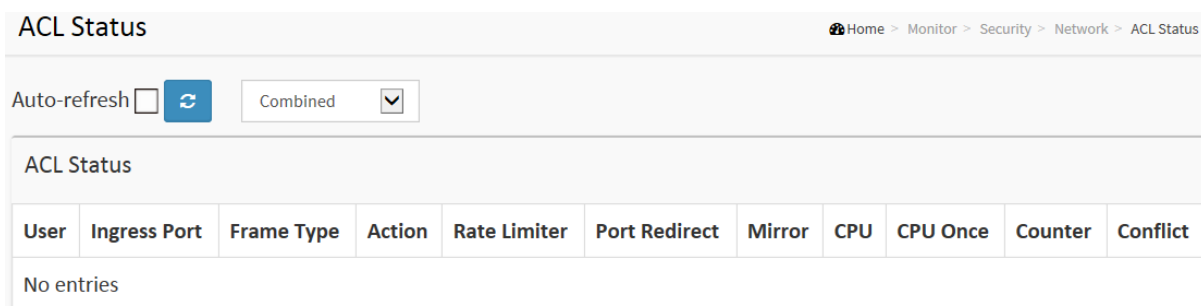 ACL Status
Home > Monitor > Security > Network > ACL Status
Auto-refresh
Combined
ACL Status
User Ingress Port Frame Type Action Rate Limiter Port Redirect Mirror CPU CPU Once Counter Conflict
No entries